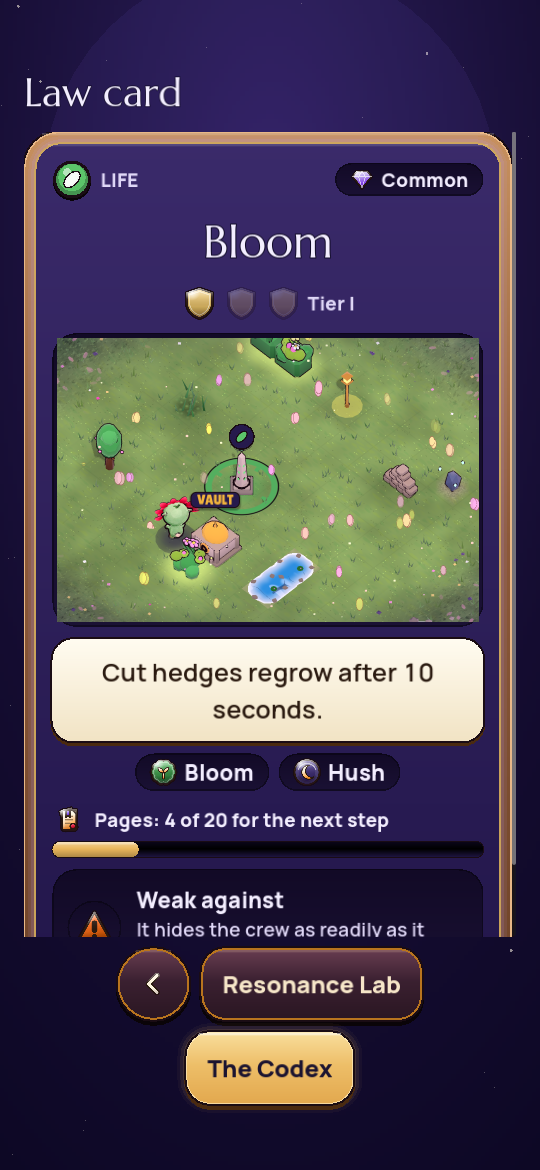 Law card
LIFE
Common
Bloom
Tier I
VAULT
Cut hedges regrow after 10
seconds.
Bloom
Hush
Pages: 4 of 20 for the next step
Weak against
It hides the crew as readily as it
Resonance Lab
The Codex